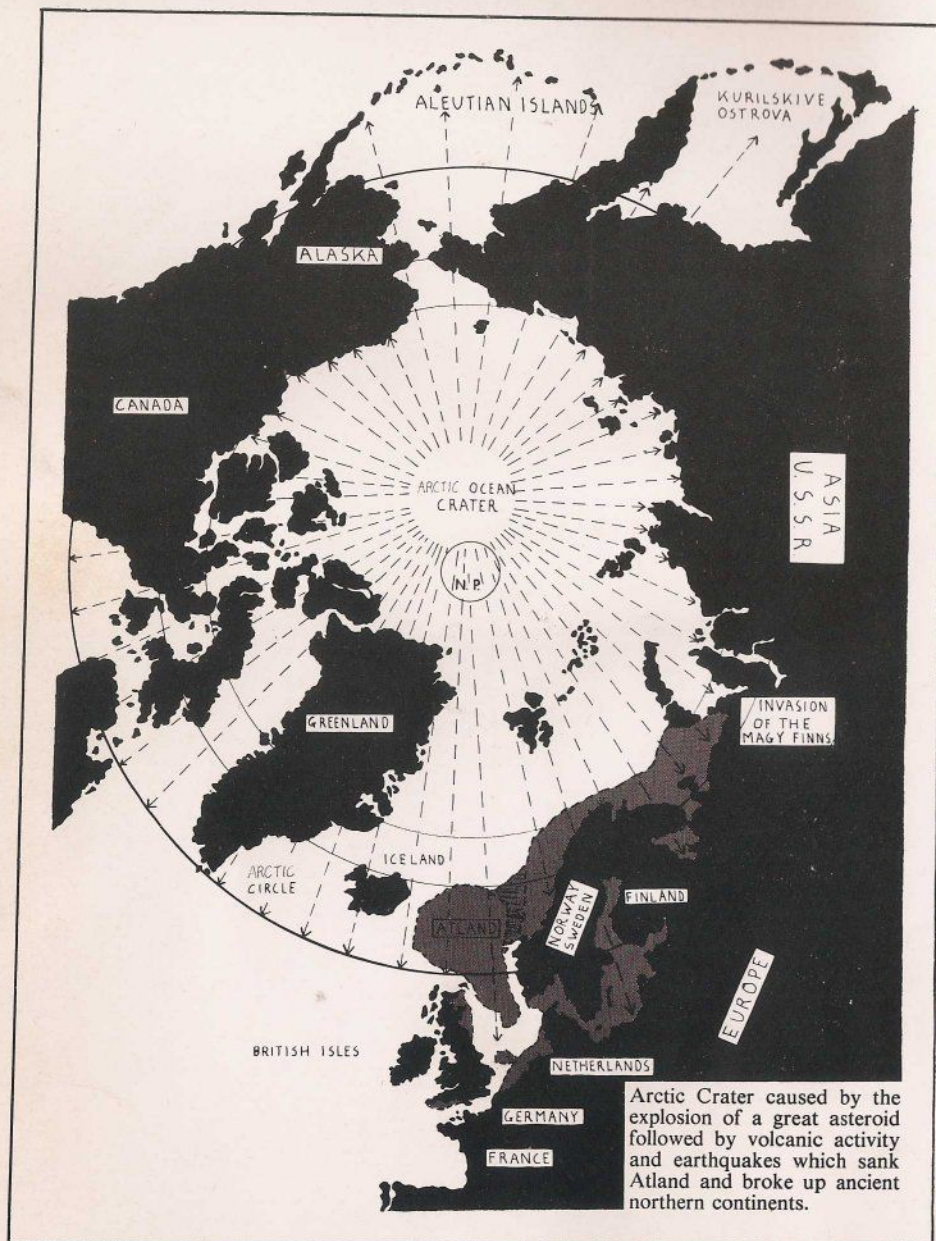 ALEUTIAN ISLANDS
KURILSKIVE
OSTROVA
ALASKA
CANADA
ARCTIC OCEAN
CRATER
ASIA
U.S.SR
N.P.
GREENLAND
INVASION
OF THE
MAGY FINNS
ICELAND
ARCTIC
CIRCLE
ATLAND
NORWAY
SWEDEN
FINLAND
EUROPE
BRITISH ISLES
NETHERLANDS
GERMANY
FRANCE
Arctic Crater caused by the
explosion of a great asteroid
followed by volcanic activity
and earthquakes which sank
Atland and broke up ancient
northern continents.